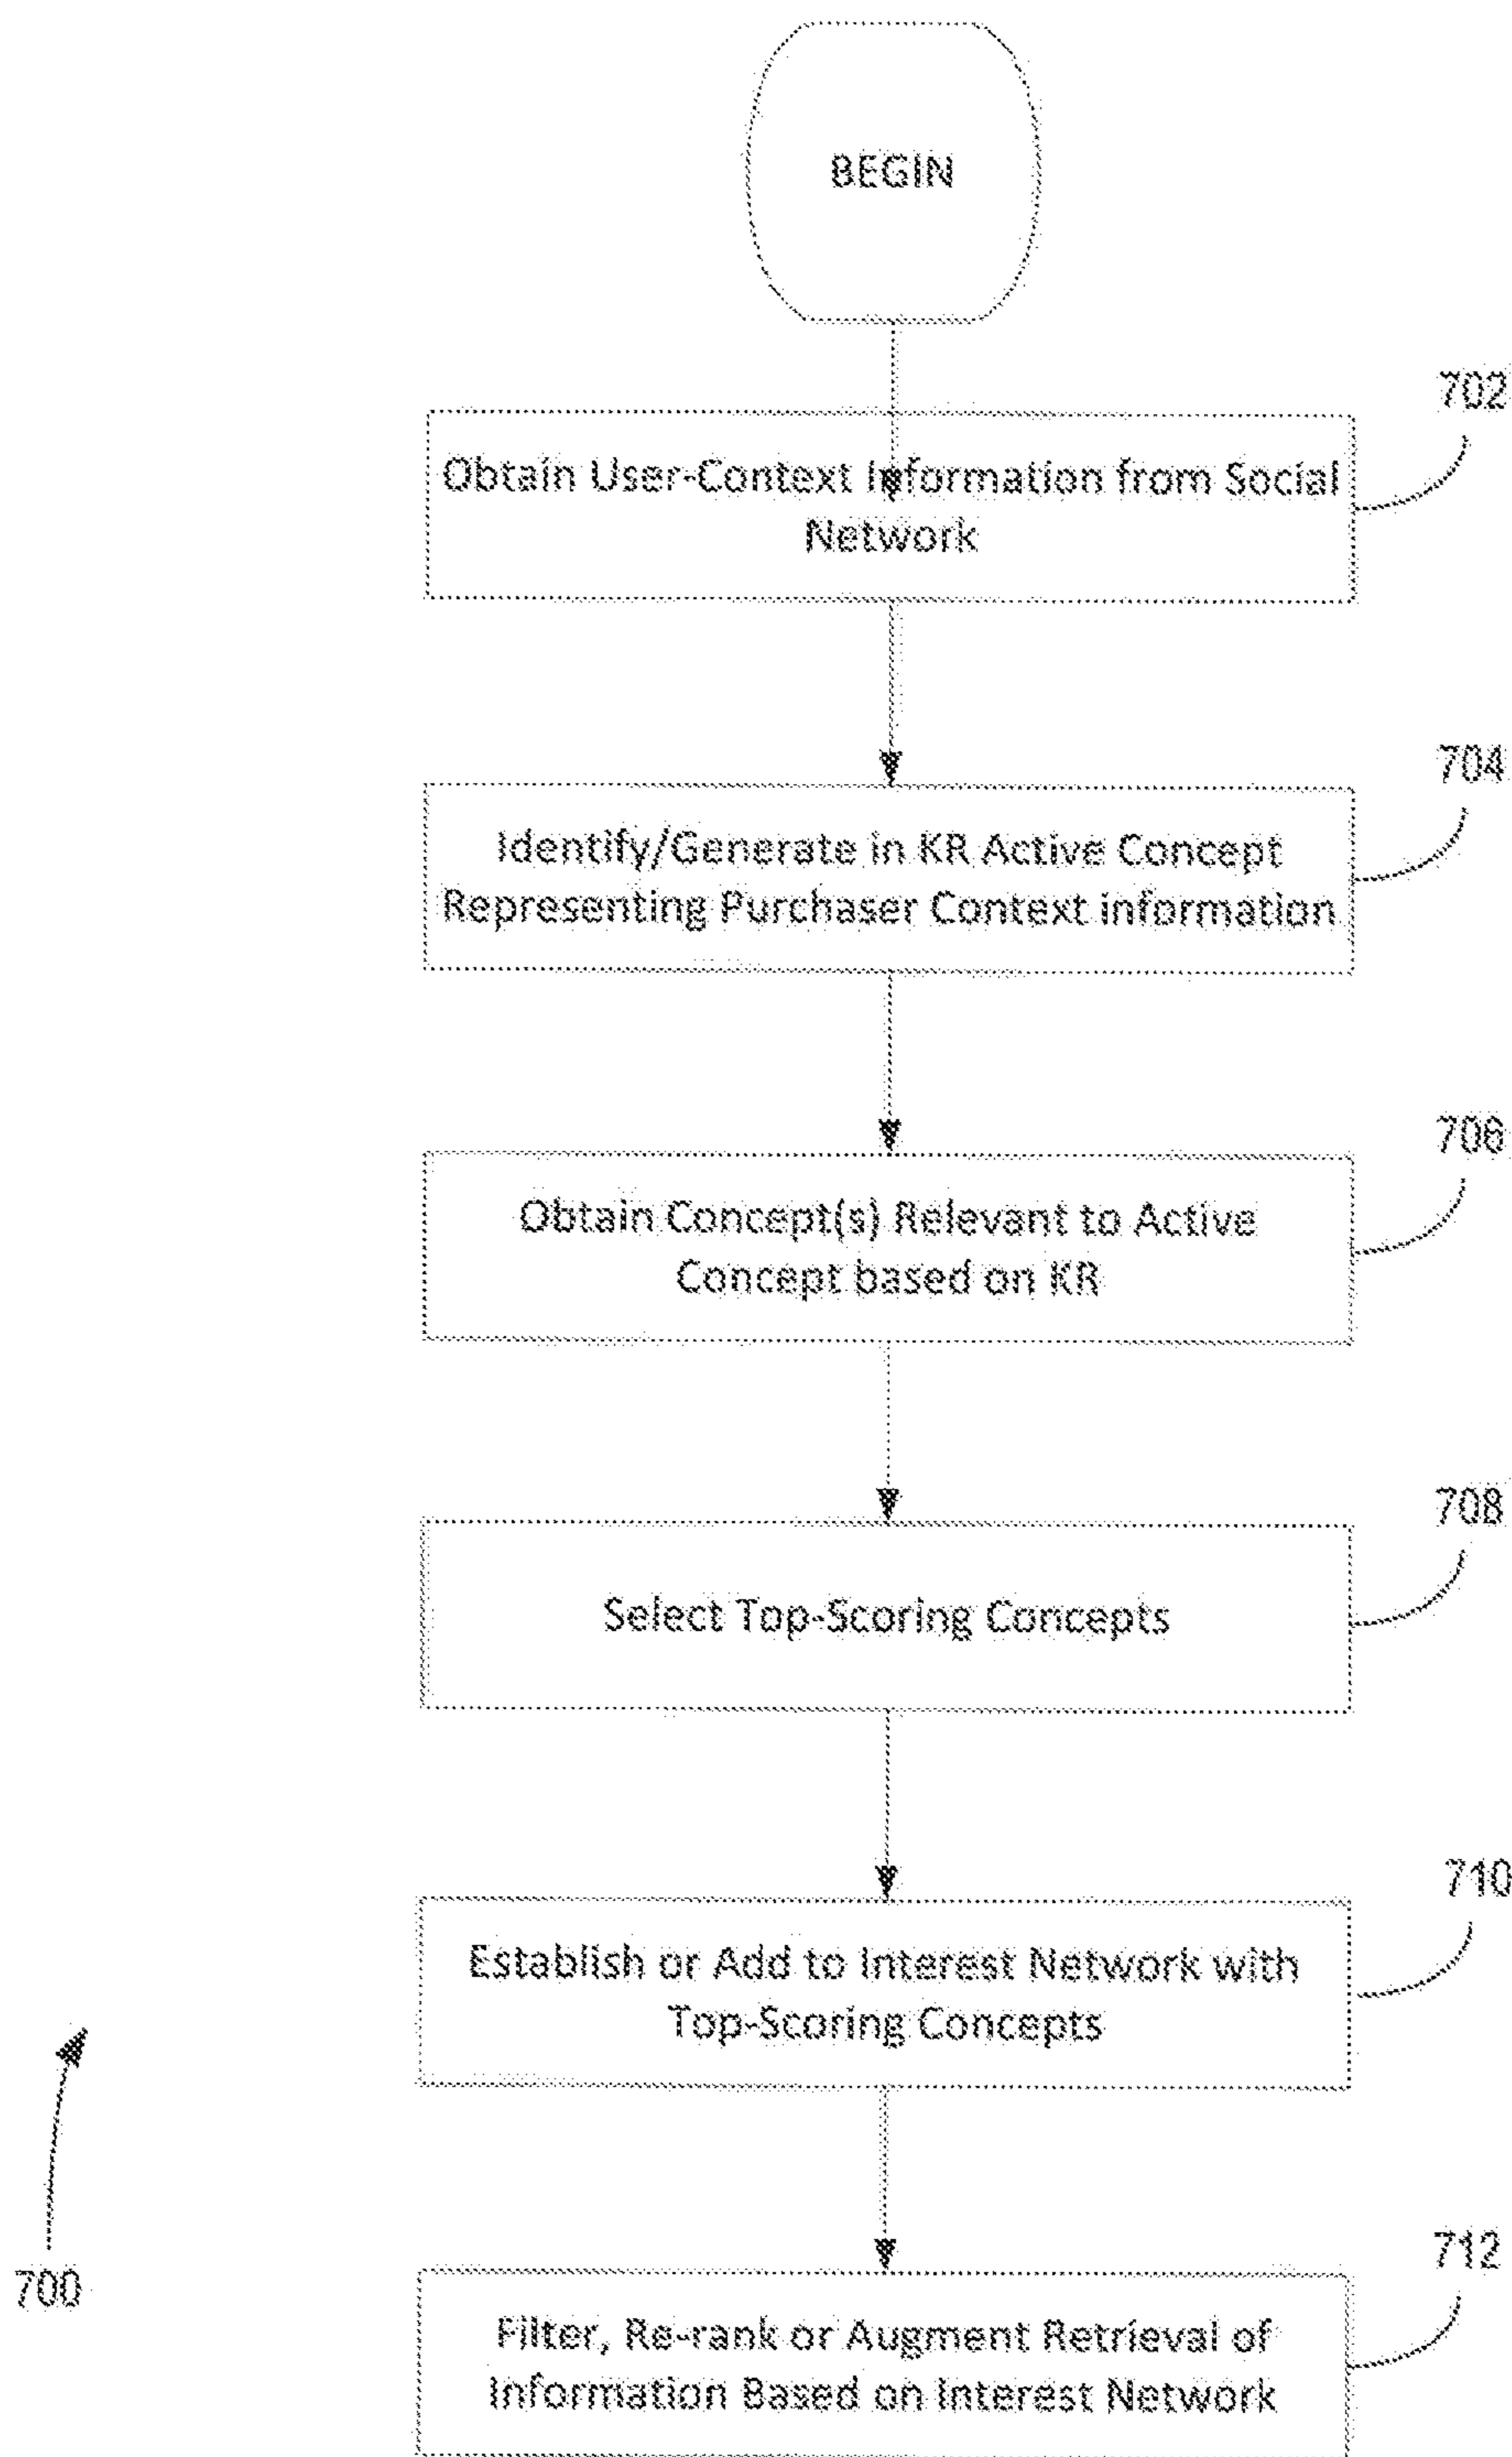 BEGIN
702
Obtain User-Context Information from Social
Network
704
Identify/Generate in KR Active Concept
Representing Purchaser Context information
706
Obtain Concept(s) Relevant to Active
Concept based on KR
708
Select Top-Scoring Concepts
710
Establish or Add to Interest Network with
Top-Scoring Concepts
712
Filter, Re-rank or Augment Retrieval of
Information Based on Interest Network
700